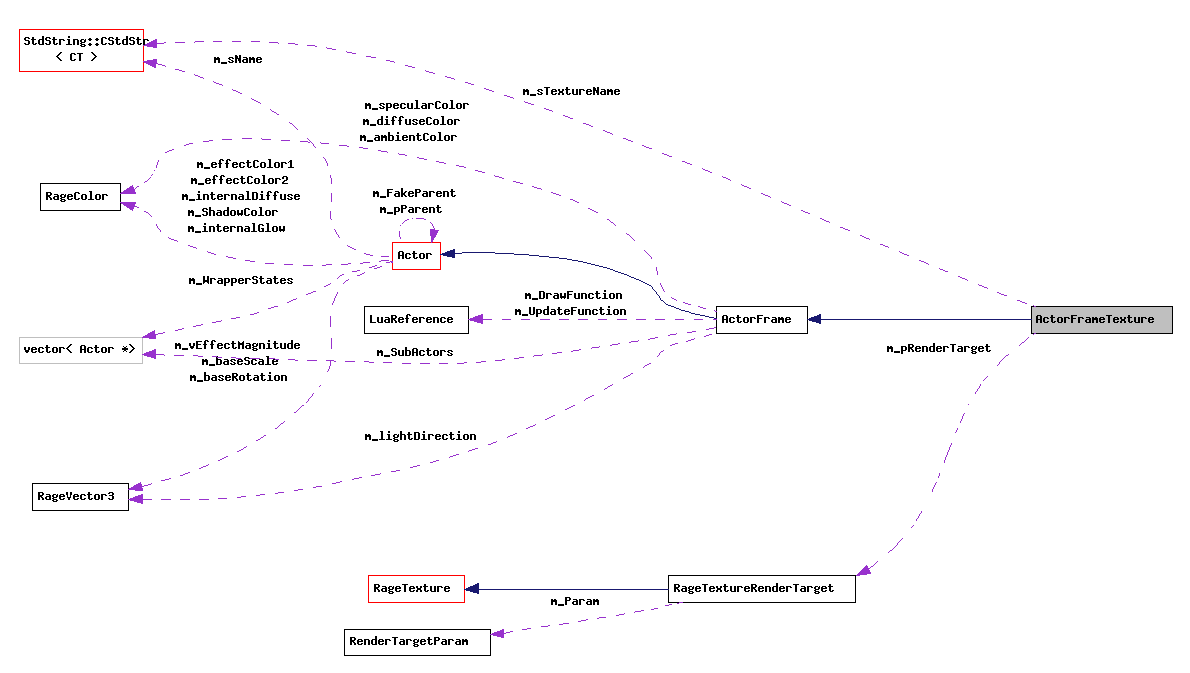 StdString::CStdStr
< CT >
m_sName
m_sTextureName
m_specularColor
m_diffuseColor
m_ambientColor
m_effectColor1
m_effectColor2
m_internalDiffuse
m_ShadowColor
m_internalGlow
RageColor
m_FakeParent
m_pParent
Actor
m_WrapperStates
m_DrawFunction
m_UpdateFunction
LuaReference
ActorFrame
ActorFrameTexture
vector< Actor *>
m_vEffectMagnitude
m_baseScale
m_baseRotation
m_SubActors
m_pRenderTarget
m_lightDirection
RageVector3
RageTexture
RageTextureRenderTarget
m_Param
RenderTargetParam